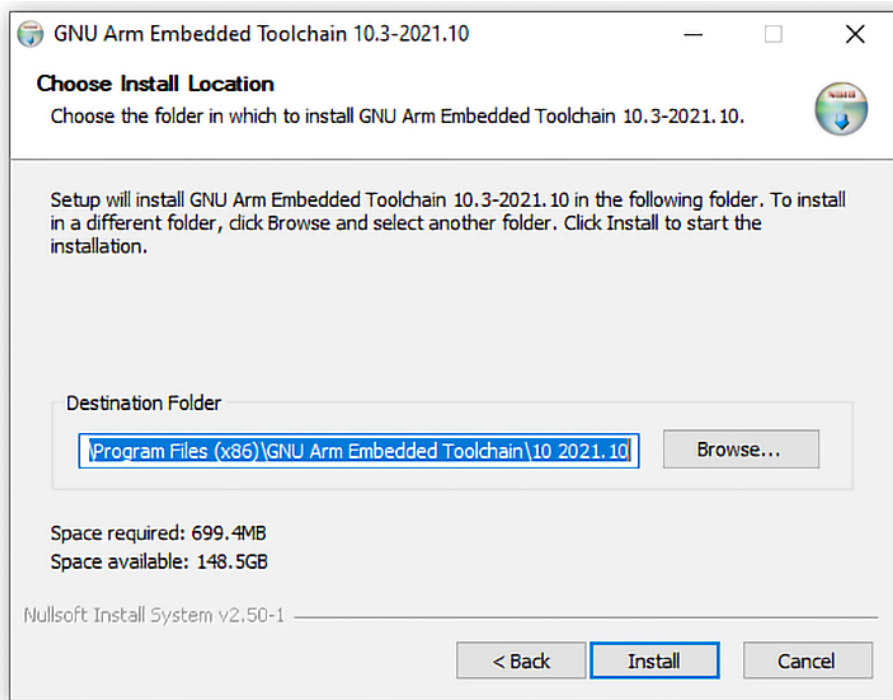 GNU Arm Embedded Toolchain 10.3-2021.10
Choose Install Location
Choose the folder in which to install GNU Arm Embedded Toolchain 10.3-2021.10.
Setup will install GNU Arm Embedded Toolchain 10.3-2021.10 in the following folder. To install
in a different folder, click Browse and select another folder. Click Install to start the
installation.
Destination Folder
\Program Files (x86)\GNU Arm Embedded Toolchain\10 2021.10
Browse...
Space required: 699.4MB
Space available: 148.5GB
Nullsoft Install System v2.50-1
< Back
Install
Cancel